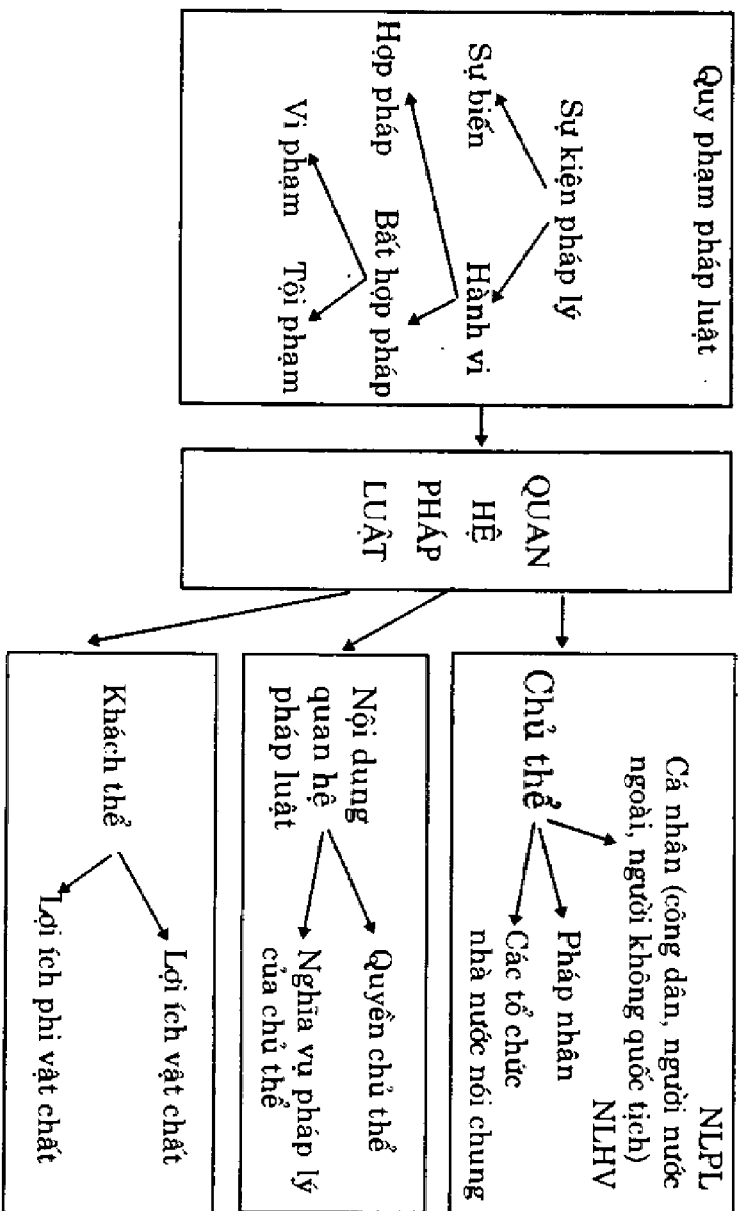 Quy phạm pháp luật
Sự kiện pháp lý
Sự biến
Hành vi
Hợp pháp
Bất hợp pháp
Vi phạm
Tội phạm
QUAN
HỆ
PHÁP
LUẬT
NLPL
Cá nhân (công dân, người nước
ngoài, người không quốc tịch)
NLHV
Chủ thể
Pháp nhân
Các tổ chức
nhà nước nói chung
Nội dung
quan hệ
pháp luật
Quyền chủ thể
Nghĩa vụ pháp lý
của chủ thể
Khách thể
Lợi ích vật chất
Lợi ích phi vật chất